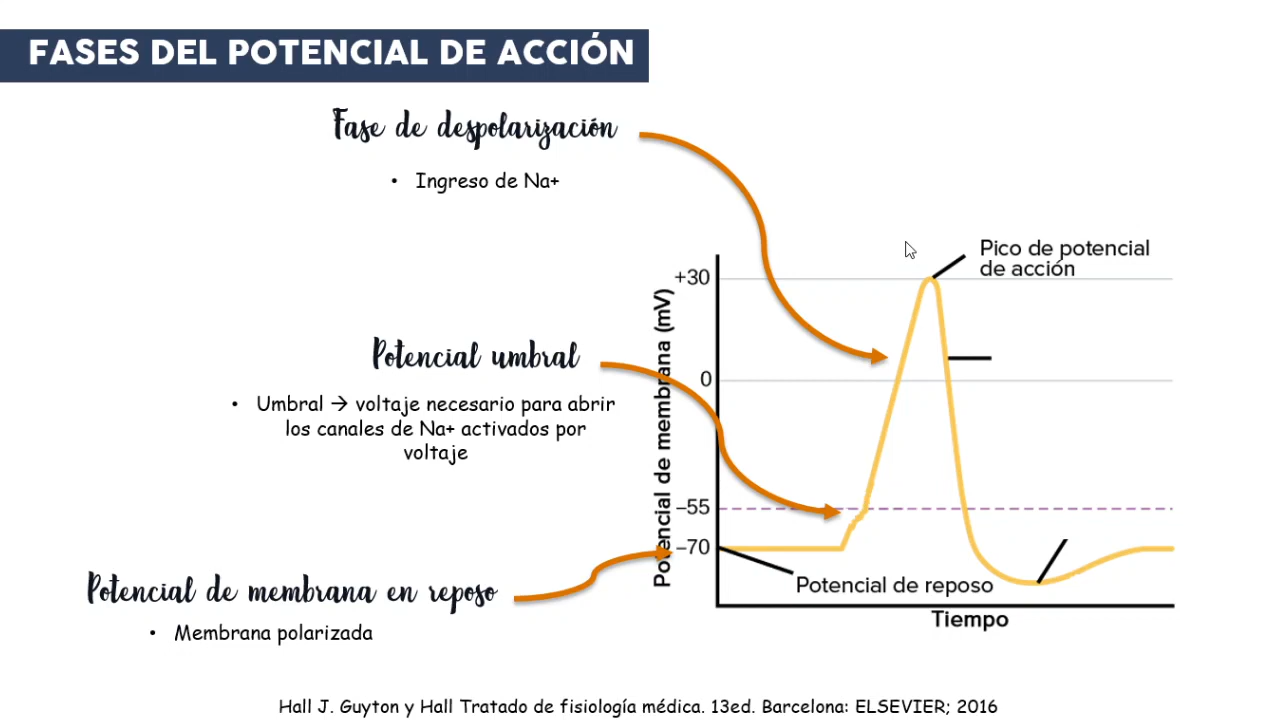 FASES DEL POTENCIAL DE ACCIÓN
Fase de despolarización
• Ingreso de Na+
Potencial umbral
• Umbral → voltaje necesario para abrir
los canales de Na+ activados por
voltaje
Potencial de membrana en reposo
• Membrana polarizada
Potencial de membrana (mV)
+30
0
–55
–70
Pico de potencial
de acción
Potencial de reposo
Tiempo
Hall J. Guyton y Hall Tratado de fisiología médica. 13ed. Barcelona: ELSEVIER; 2016